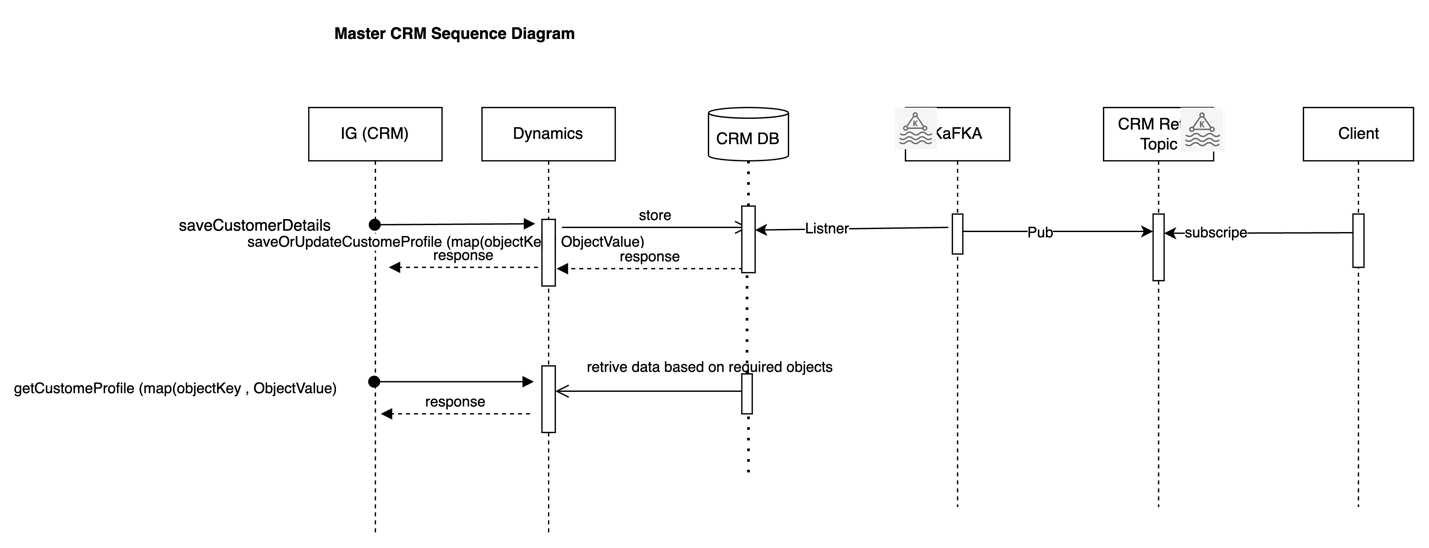 Master CRM Sequence Diagram
IG (CRM)
Dynamics
CRM DB
KaFKA
CRM Re
Topic
Client
saveCustomerDetails
store
Listner
Pub
subscripe
saveOrUpdateCustomeProfile (map(objectKe ObjectValue)
response
response
retrive data based on required objects
getCustomeProfile (map(objectKey , ObjectValue)
response